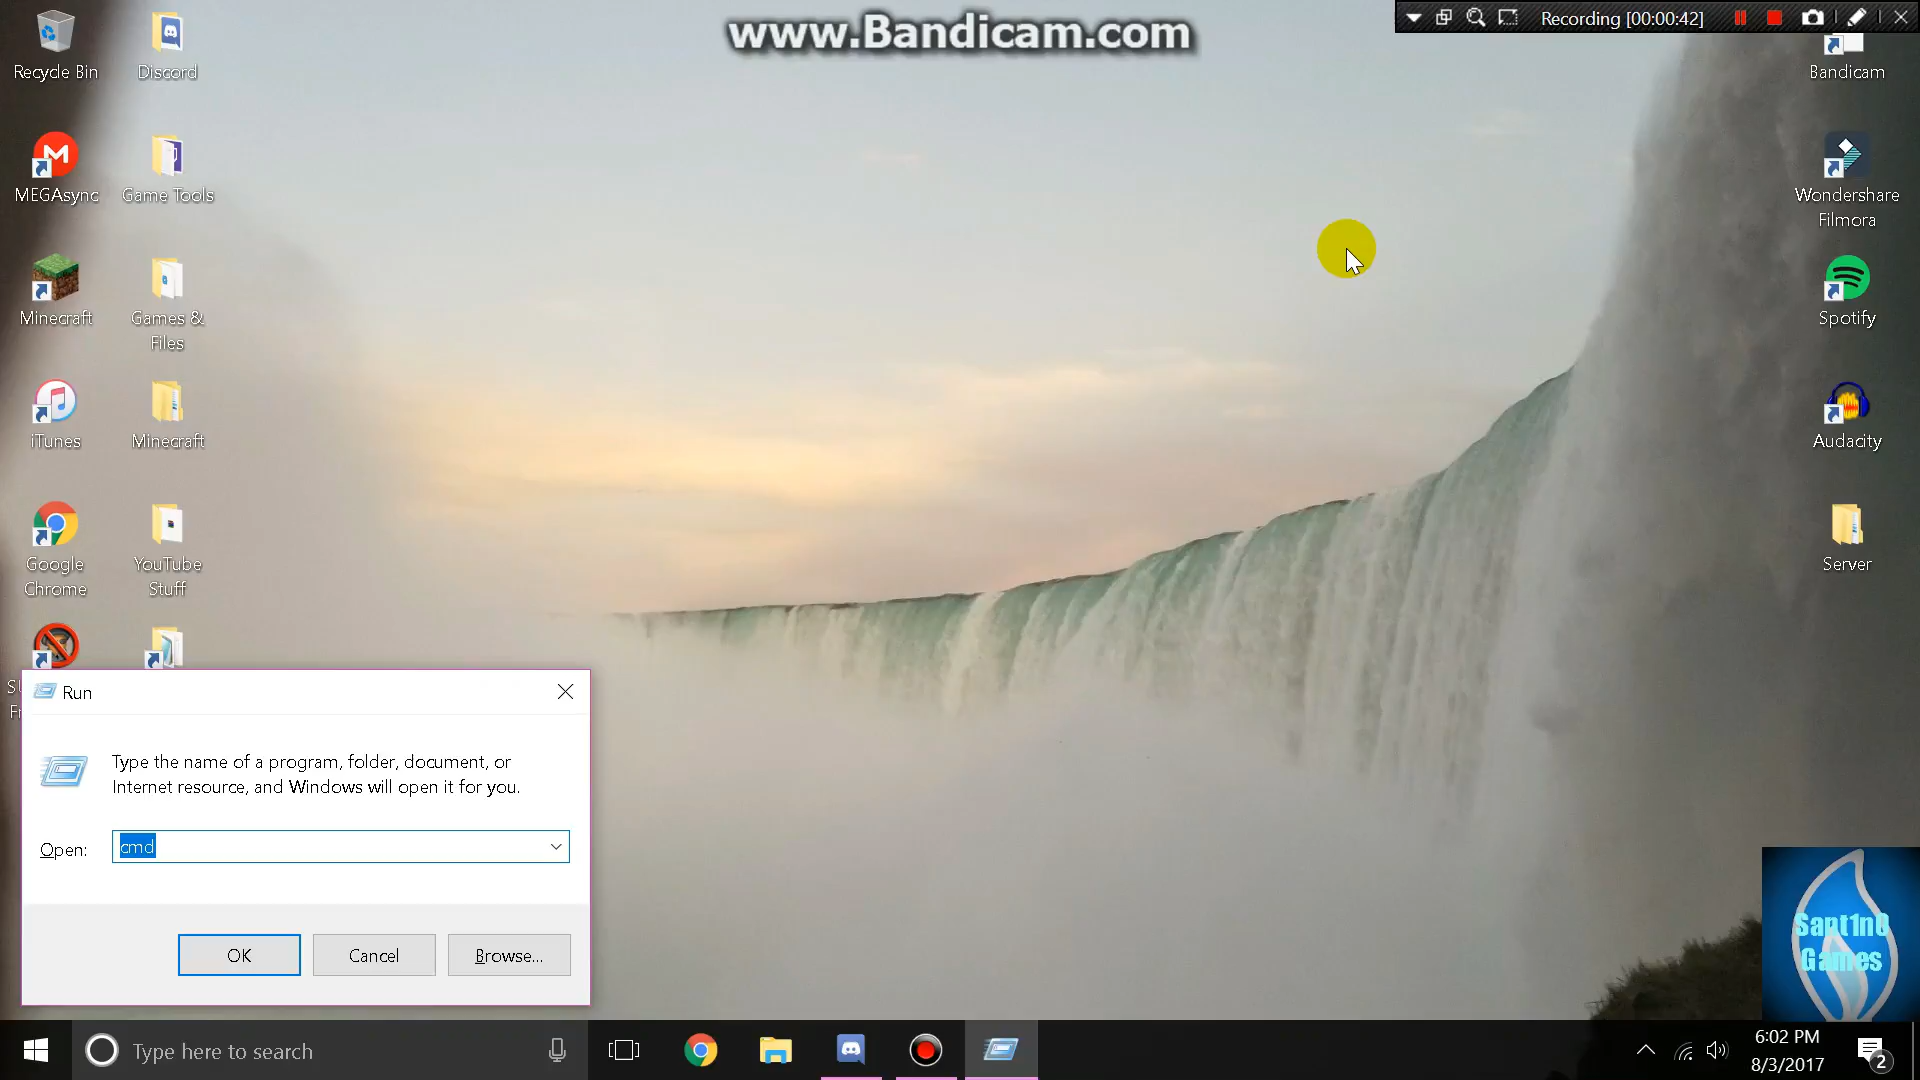 www.Bandicam.com
Recording [00:00:42]
Recycle Bin
Discord
Bandicam
MEGAsync
Game Tools
Wondershare
Filmora
Minecraft
Games &
Files
Spotify
iTunes
Minecraft
Audacity
Google
Chrome
YouTube
Stuff
Server
Run
Type the name of a program, folder, document, or
Internet resource, and Windows will open it for you.
Open:
cmd
OK
Cancel
Browse...
Sant1n0
Games
Type here to search
6:02 PM
8/3/2017
2